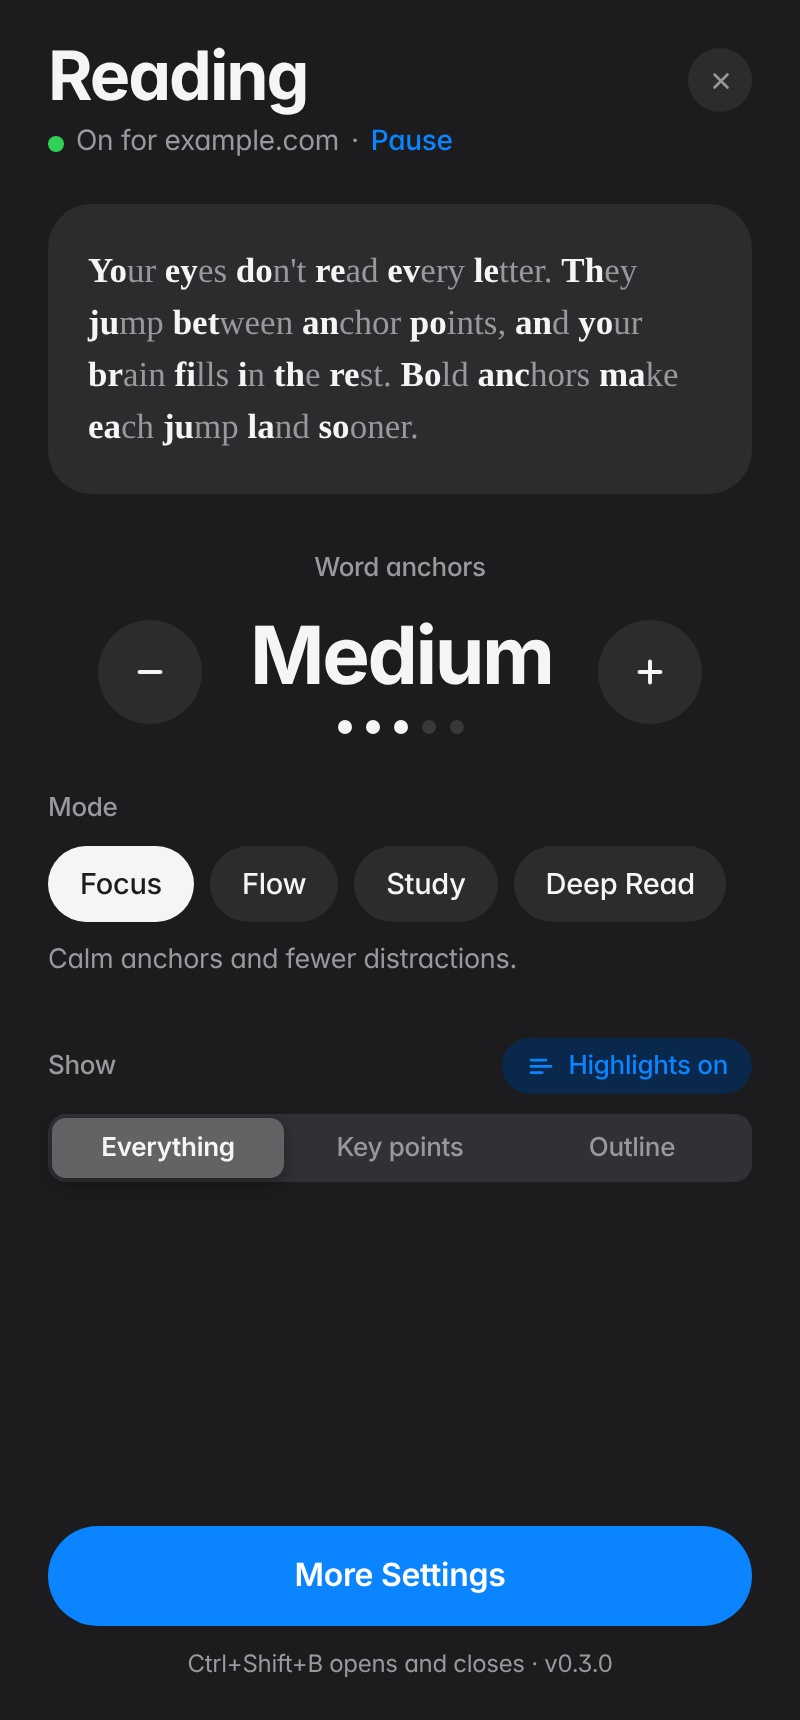 Reading
On for example.com · Pause
Your eyes don't read every letter. They
jump between anchor points, and your
brain fills in the rest. Bold anchors make
each jump land sooner.
Word anchors
Medium
Mode
Focus Flow Study Deep Read
Calm anchors and fewer distractions.
Show Highlights on
Everything Key points Outline
More Settings
Ctrl+Shift+B opens and closes · v0.3.0